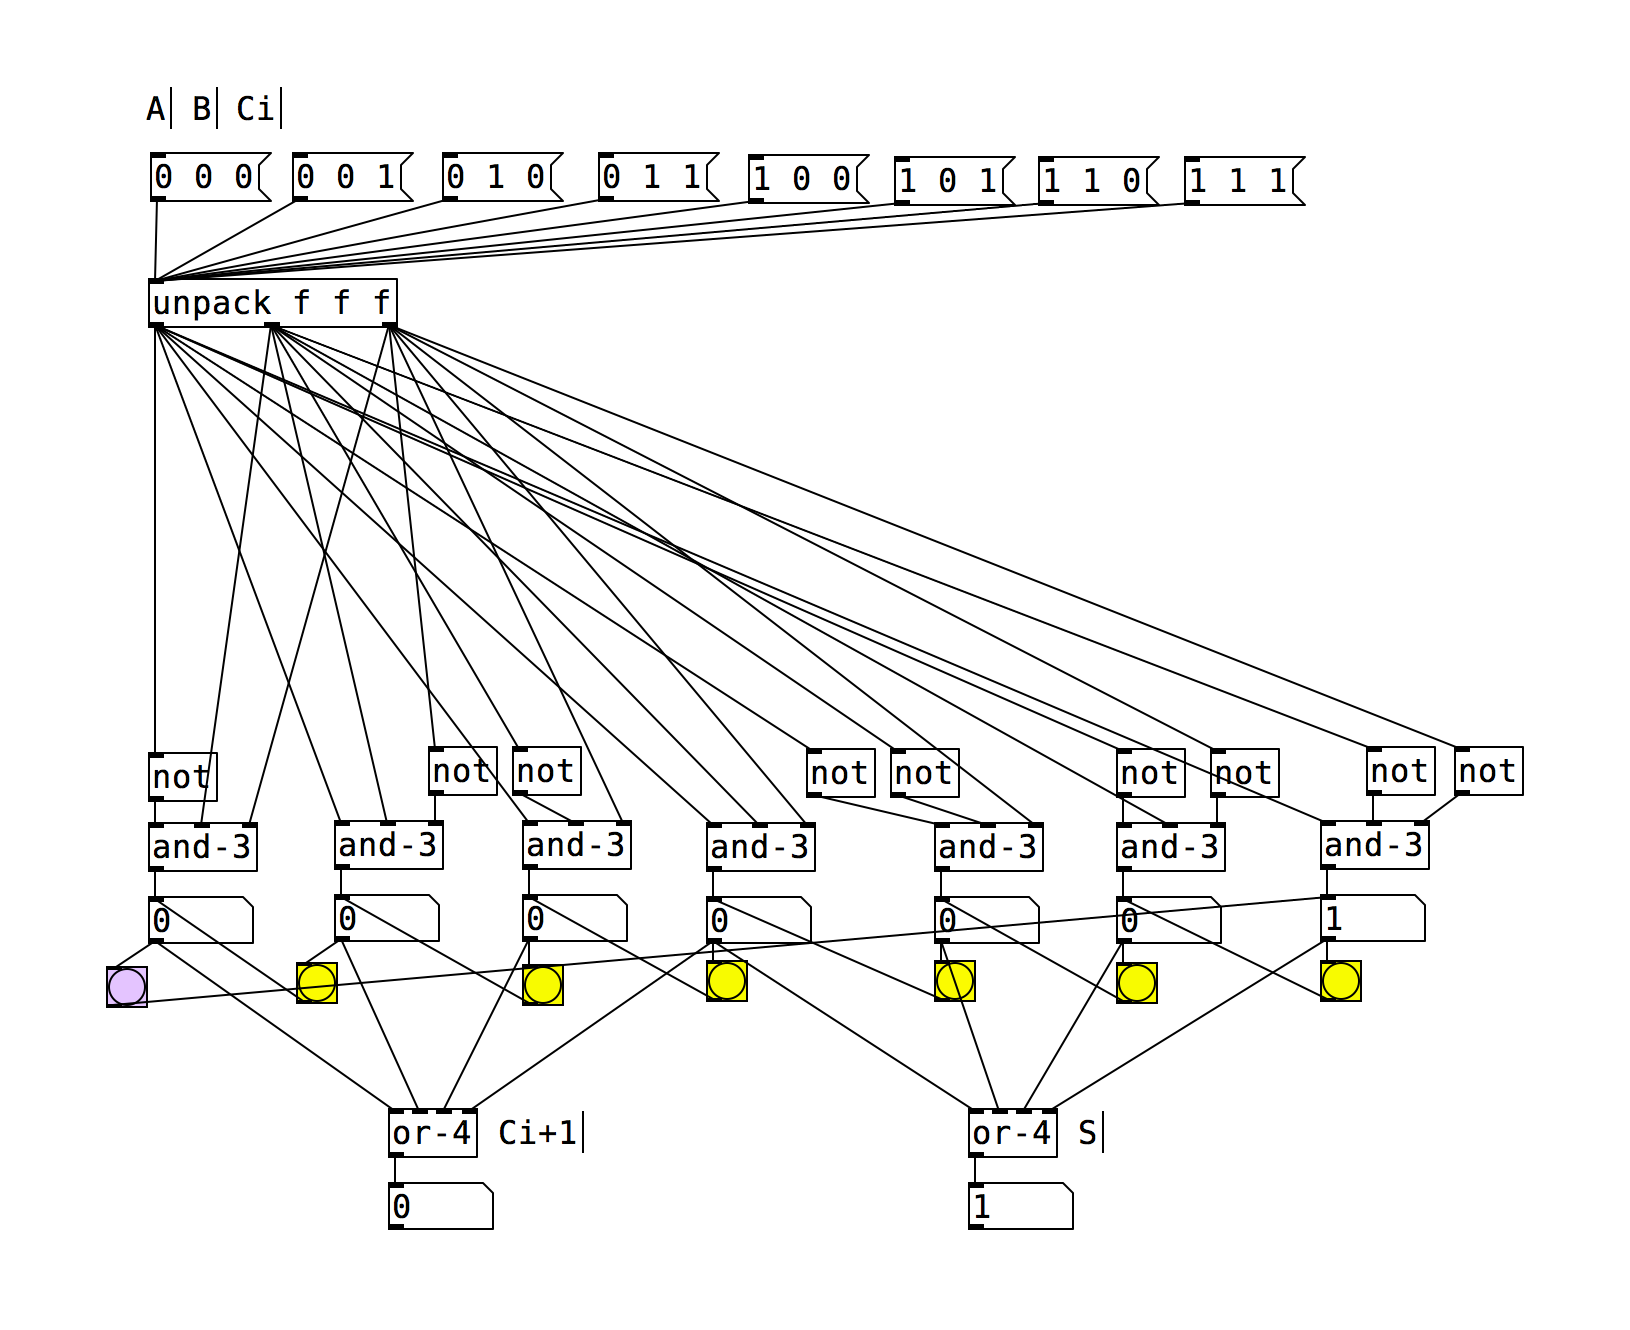 A B Ci
0 0 0 0 0 1 0 1 0 0 1 1 1 0 0 1 0 1 1 1 0 1 1 1
unpack f f f
not not not not not not not not not
and-3 and-3 and-3 and-3 and-3 and-3 and-3
0 0 0 0 0 0 1
or-4 Ci+1 or-4 S
0 1